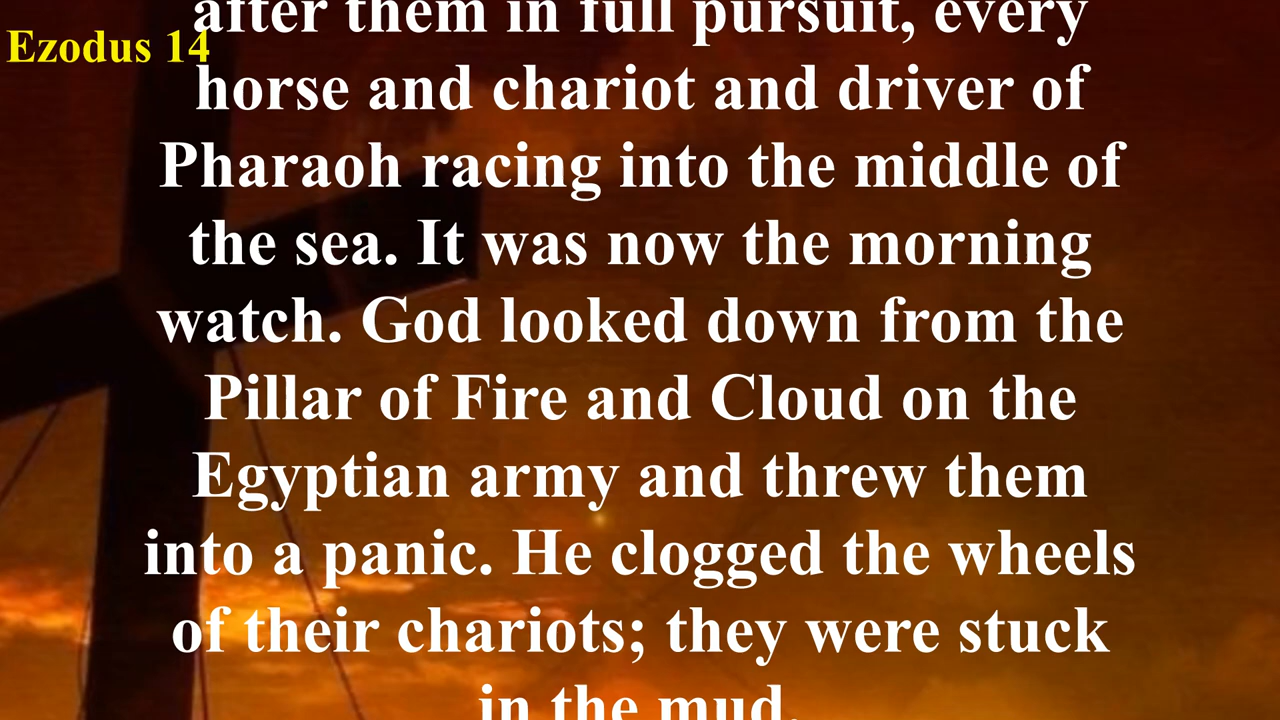 after them in full pursuit, every
Ezodus 14
horse and chariot and driver of
Pharaoh racing into the middle of
the sea. It was now the morning
watch. God looked down from the
Pillar of Fire and Cloud on the
Egyptian army and threw them
into a panic. He clogged the wheels
of their chariots; they were stuck
in the mud.